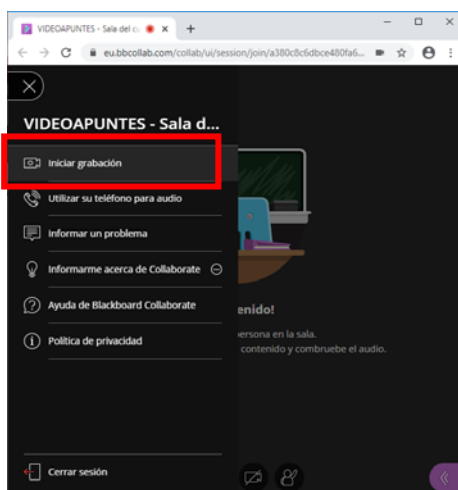 VIDEOAPUNTES - Sala del c
eu.bbcollab.com/collab/ui/session/join/a380c8c6dbce480fa6...
VIDEOAPUNTES - Sala d...
Iniciar grabación
Utilizar su teléfono para audio
Informar un problema
Informarme acerca de Collaborate
Ayuda de Blackboard Collaborate
enido!
persona en la sala.
contenido y combruebe el audio.
Política de privacidad
Cerrar sesión